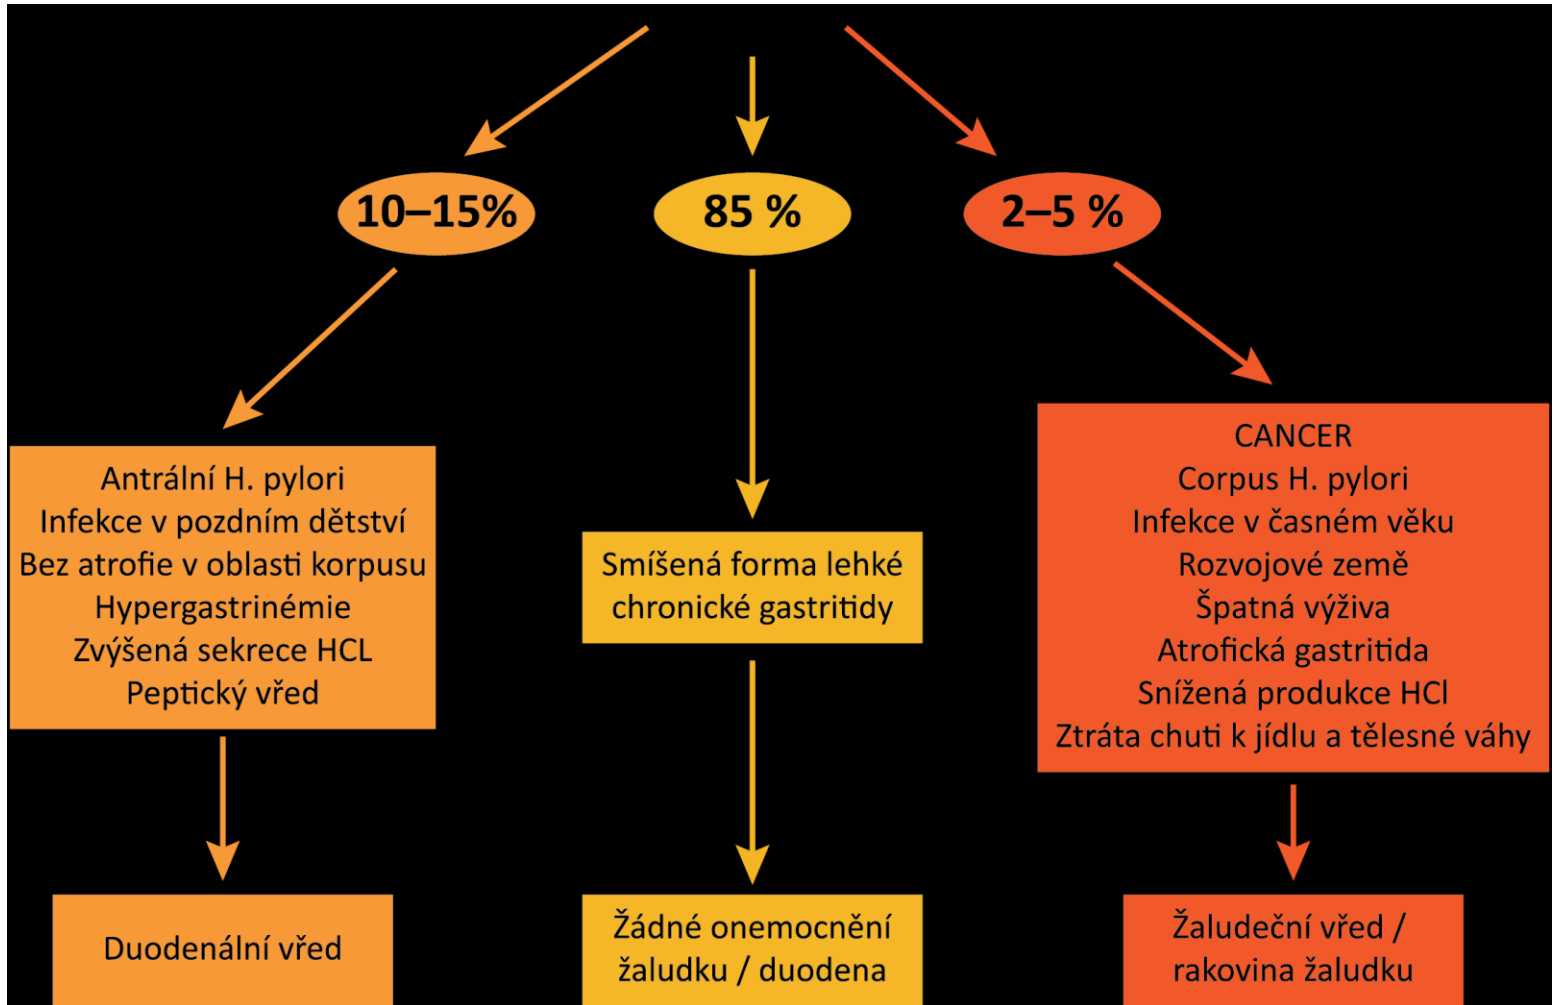 10–15%
85 %
2–5 %
Antrální H. pylori
Infekce v pozdním dětství
Bez atrofie v oblasti korpusu
Hypergastrinémie
Zvýšená sekrece HCL
Peptický vřed
Smíšená forma lehké
chronické gastritidy
CANCER
Corpus H. pylori
Infekce v časném věku
Rozvojové země
Špatná výživa
Atrofická gastritida
Snížená produkce HCl
Ztráta chuti k jídlu a tělesné váhy
Duodenální vřed
Žádné onemocnění
žaludku / duodena
Žaludeční vřed /
rakovina žaludku